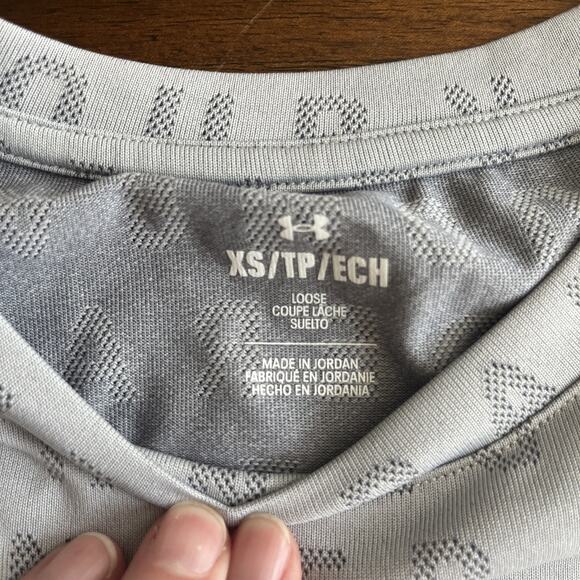 XS/TP/ECH
LOOSE
COUPE LÂCHE
SUELTO
MADE IN JORDAN
FABRIQUÉ EN JORDANIE
HECHO EN JORDANIA